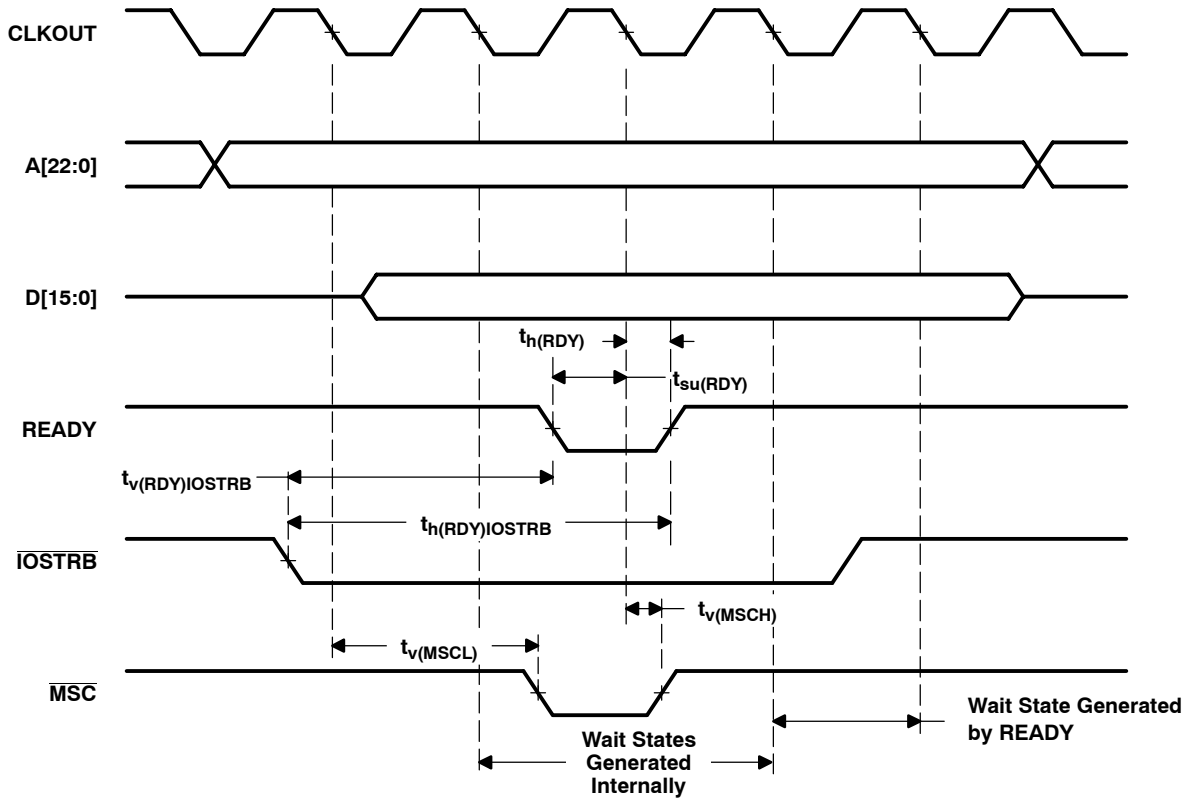 CLKOUT
A[22:0]
D[15:0]
th(RDY)
tsu(RDY)
READY
tv(RDY)IOSTRB
th(RDY)IOSTRB
IOSTRB
tv(MSCH)
tv(MSCL)
MSC
Wait State Generated
by READY
Wait States
Generated
Internally